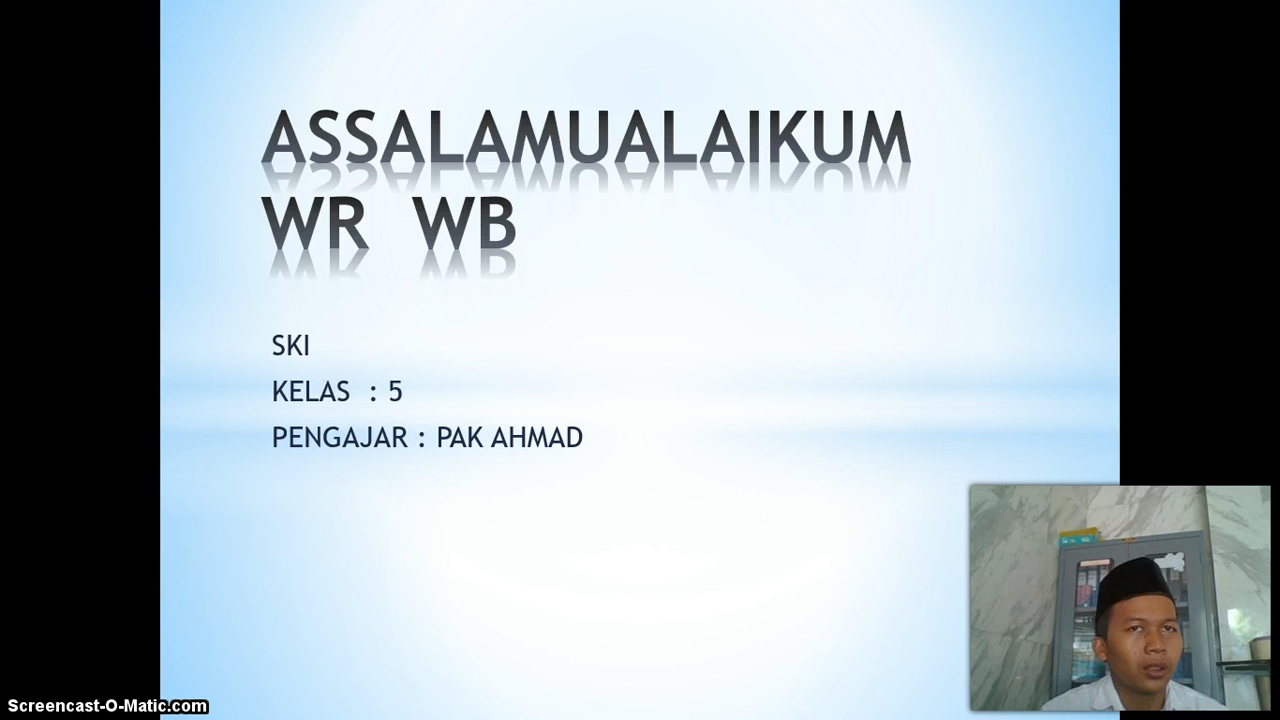 ASSALAMUALAIKUM
WR WB
SKI
KELAS : 5
PENGAJAR : PAK AHMAD
Screencast-O-Matic.com